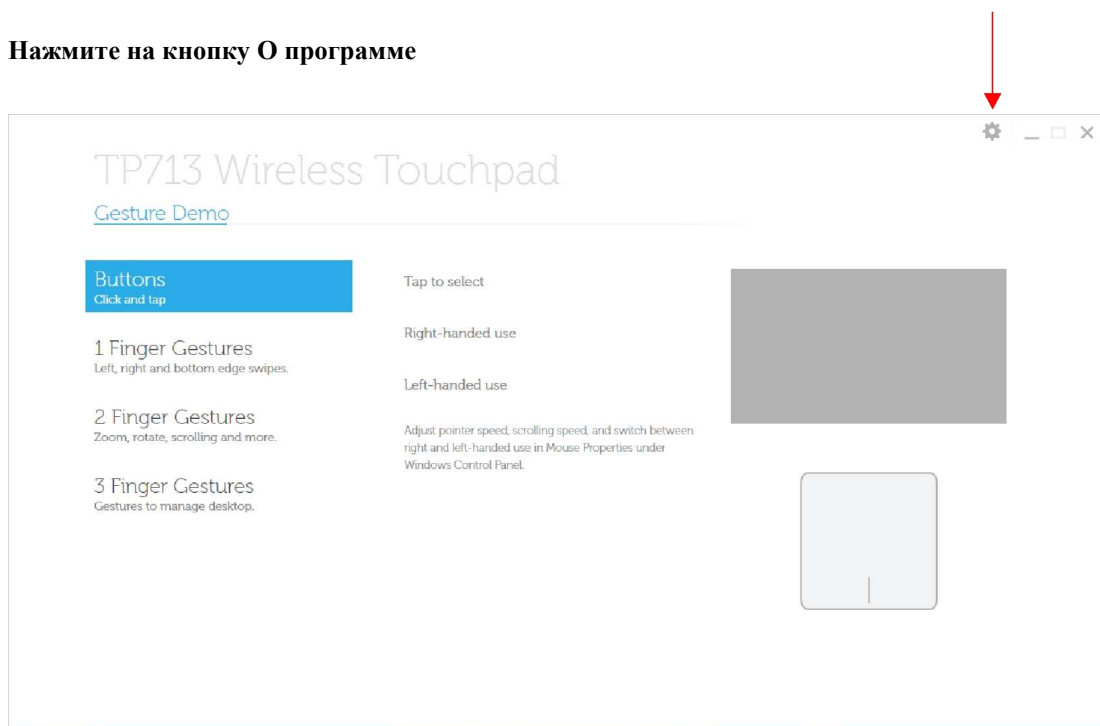 Нажмите на кнопку О программе
TP713 Wireless Touchpad
Gesture Demo
Buttons
Click and tap
1 Finger Gestures
Left, right and bottom edge swipes.
2 Finger Gestures
Zoom, rotate, scrolling and more.
3 Finger Gestures
Gestures to manage desktop.
Tap to select
Right-handed use
Left-handed use
Adjust pointer speed, scrolling speed, and switch between
right and left-handed use in Mouse Properties under
Windows Control Panel.